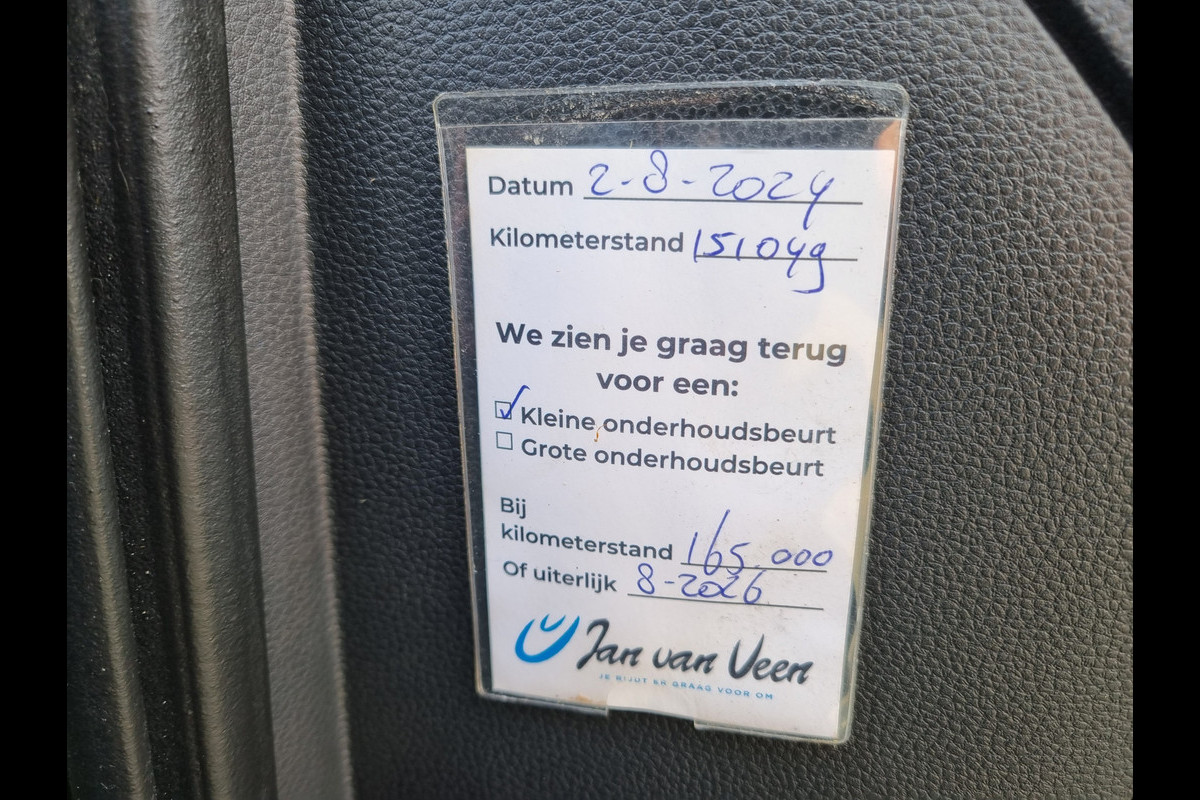 Datum 2-8-2024
Kilometerstand 151049
We zien je graag terug
voor een:
Kleine onderhoudsbeurt
Grote onderhoudsbeurt
Bij
kilometerstand 165.000
Of uiterlijk 8-2026
Jan van Veen
JE RIJDT ER GRAAG VOOR OM